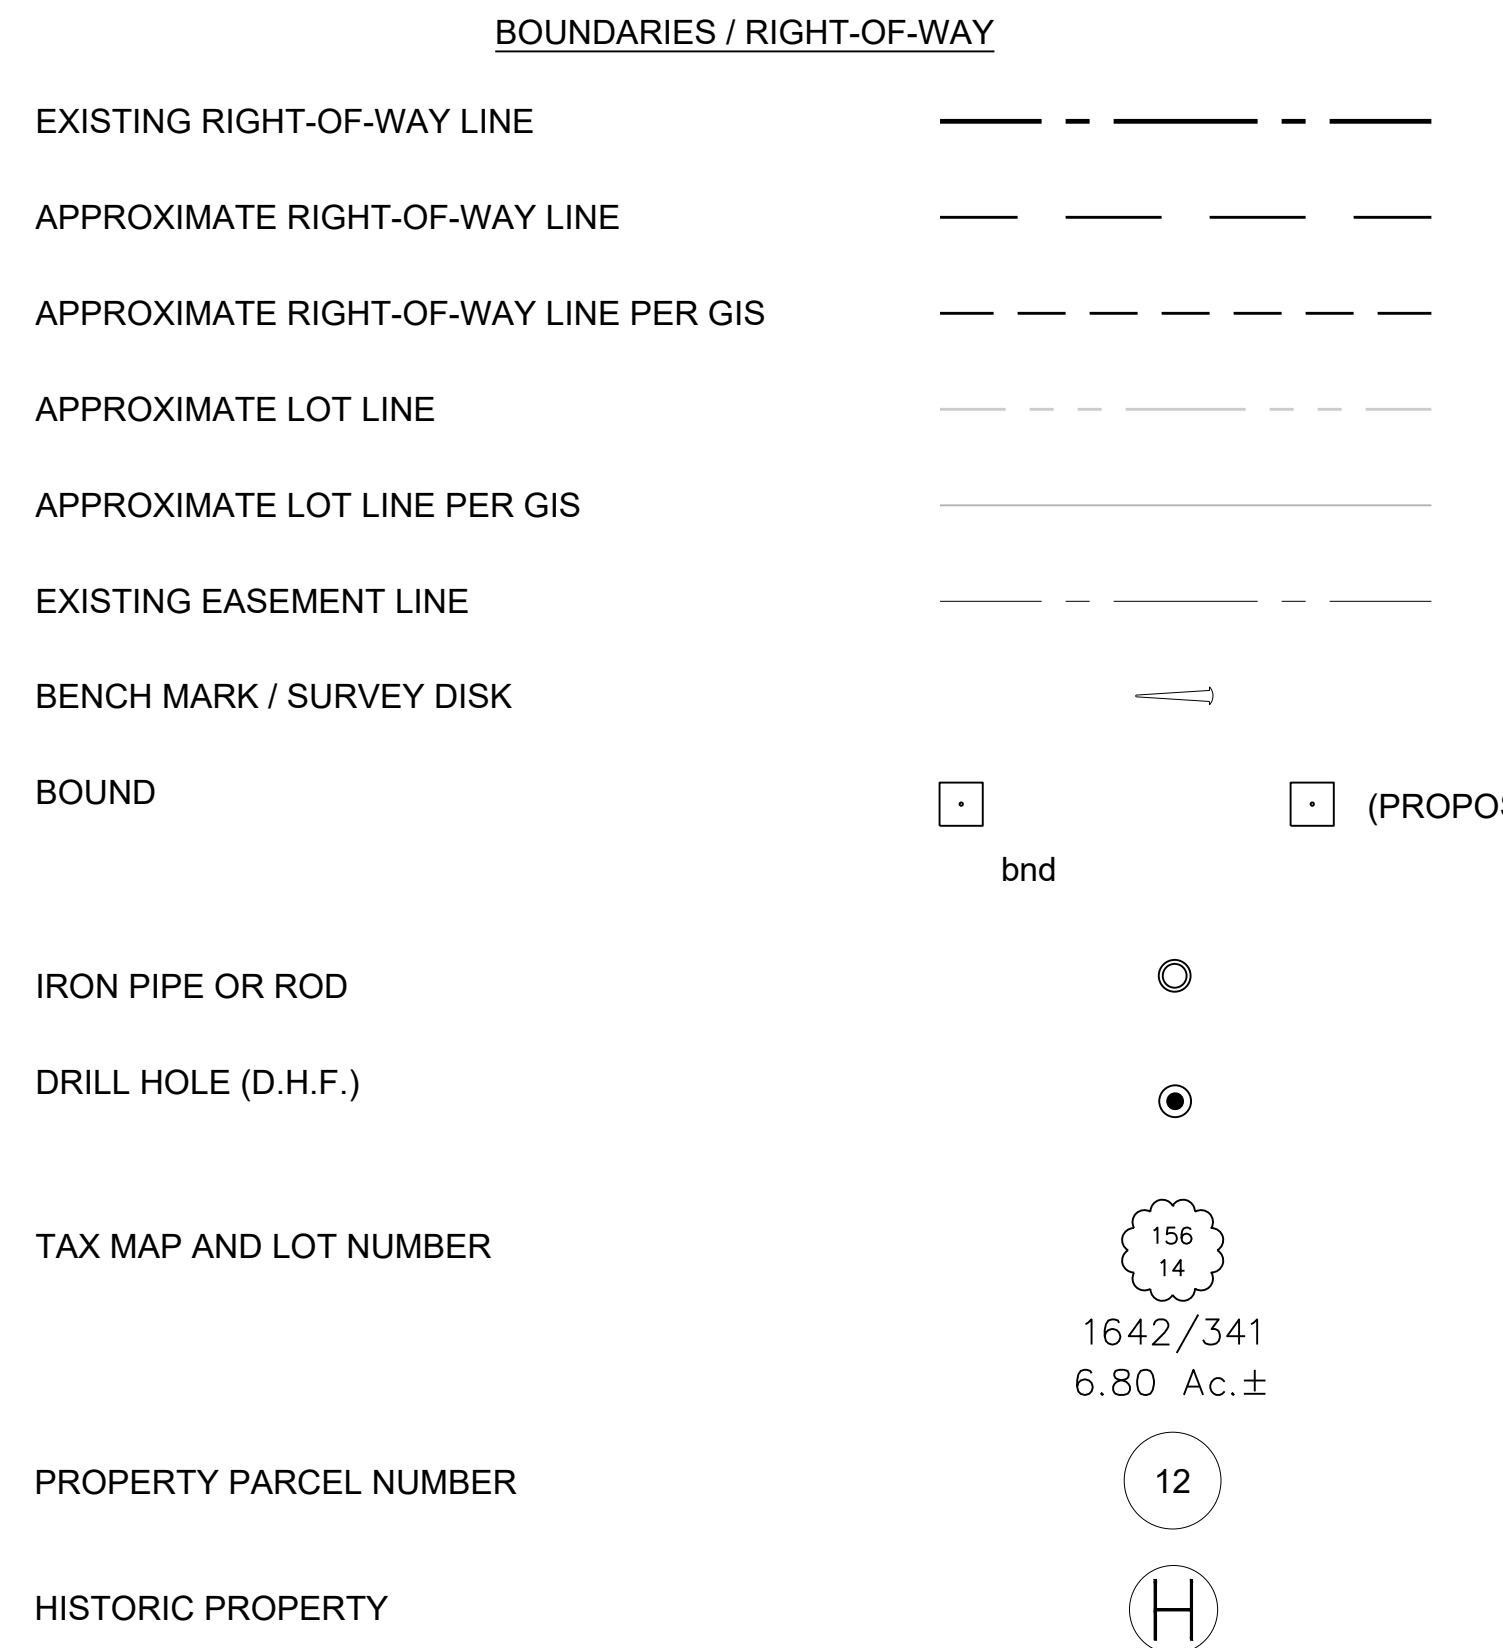 BOUNDARIES / RIGHT-OF-WAY
EXISTING RIGHT-OF-WAY LINE
APPROXIMATE RIGHT-OF-WAY LINE
APPROXIMATE RIGHT-OF-WAY LINE PER GIS
APPROXIMATE LOT LINE
APPROXIMATE LOT LINE PER GIS
EXISTING EASEMENT LINE
BENCH MARK / SURVEY DISK
BOUND
bnd
IRON PIPE OR ROD
DRILL HOLE (D.H.F.)
TAX MAP AND LOT NUMBER
156
14
1642/341
6.80 Ac.±
PROPERTY PARCEL NUMBER 12
HISTORIC PROPERTY H